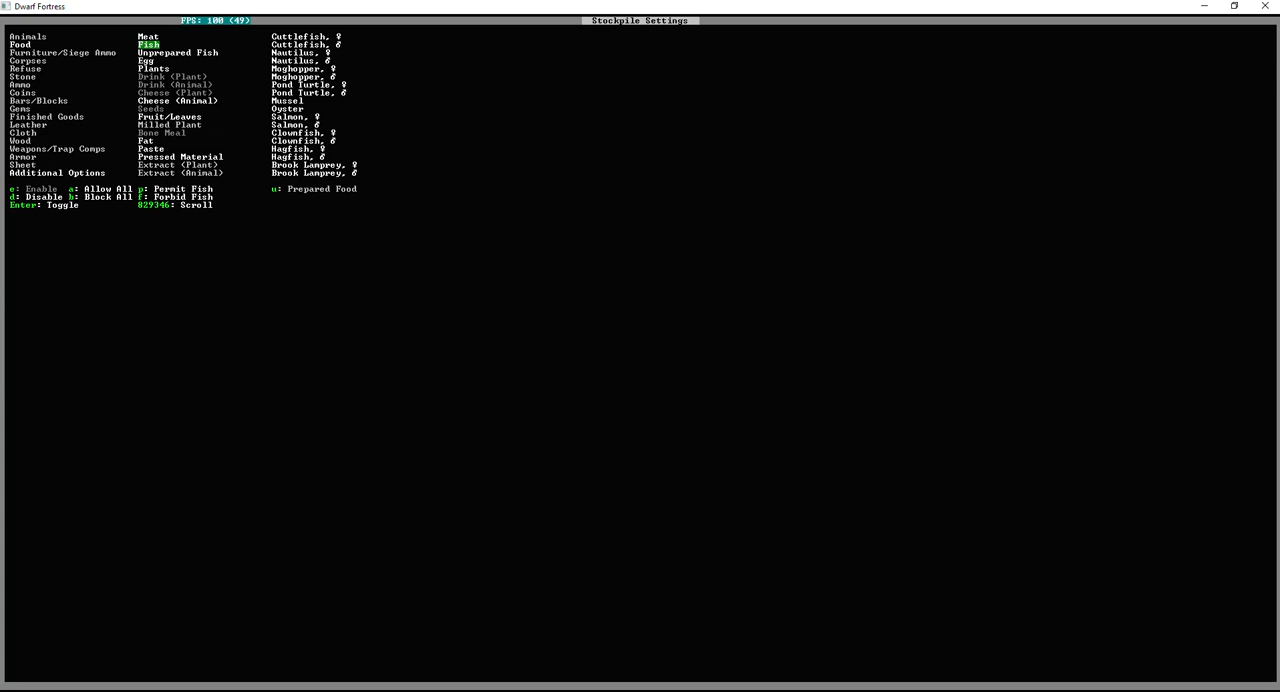 Dwarf Fortress
FPS: 100 (49) Stockpile Settings
Animals Meat Cuttlefish, ♀
Food Fish Cuttlefish, ♂
Furniture/Siege Ammo Unprepared Fish Nautilus, ♀
Corpses Egg Nautilus, ♂
Refuse Plants Moghopper, ♀
Stone Drink (Plant) Moghopper, ♂
Ammo Drink (Animal) Pond Turtle, ♀
Coins Cheese (Plant) Pond Turtle, ♂
Bars/Blocks Cheese (Animal) Mussel
Gems Seeds Oyster
Finished Goods Fruit/Leaves Salmon, ♀
Leather Milled Plant Salmon, ♂
Cloth Bone Meal Clownfish, ♀
Wood Fat Clownfish, ♂
Weapons/Trap Comps Paste Hagfish, ♀
Armor Pressed Material Hagfish, ♂
Sheet Extract (Plant) Brook Lamprey, ♀
Additional Options Extract (Animal) Brook Lamprey, ♂
e: Enable a: Allow All p: Permit Fish u: Prepared Food
d: Disable b: Block All f: Forbid Fish
Enter: Toggle 829346: Scroll